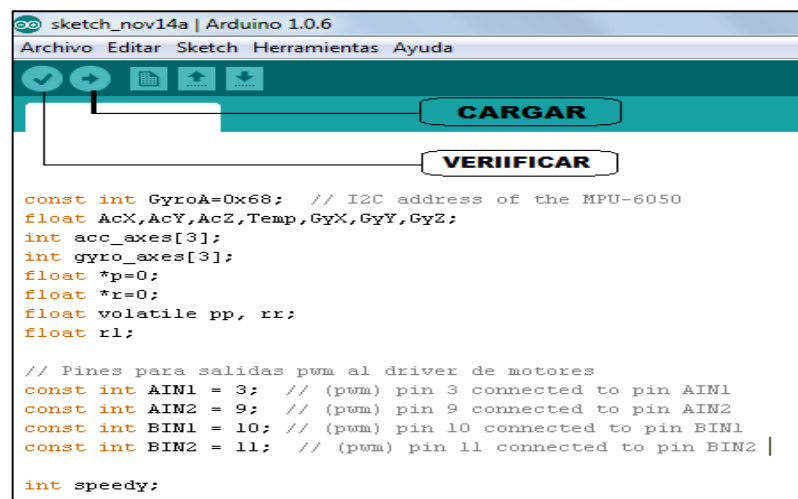 sketch_nov14a | Arduino 1.0.6
Archivo Editar Sketch Herramientas Ayuda
CARGAR
VERIIFICAR
const int GyroA=0x68;  // I2C address of the MPU-6050
float AcX,AcY,AcZ,Temp,GyX,GyY,GyZ;
int acc_axes[3];
int gyro_axes[3];
float *p=0;
float *r=0;
float volatile pp, rr;
float rl;
// Pines para salidas pwm al driver de motores
const int AIN1 = 3;  // (pwm) pin 3 connected to pin AIN1
const int AIN2 = 9;  // (pwm) pin 9 connected to pin AIN2
const int BIN1 = 10; // (pwm) pin 10 connected to pin BIN1
const int BIN2 = 11;  // (pwm) pin 11 connected to pin BIN2
int speedy;